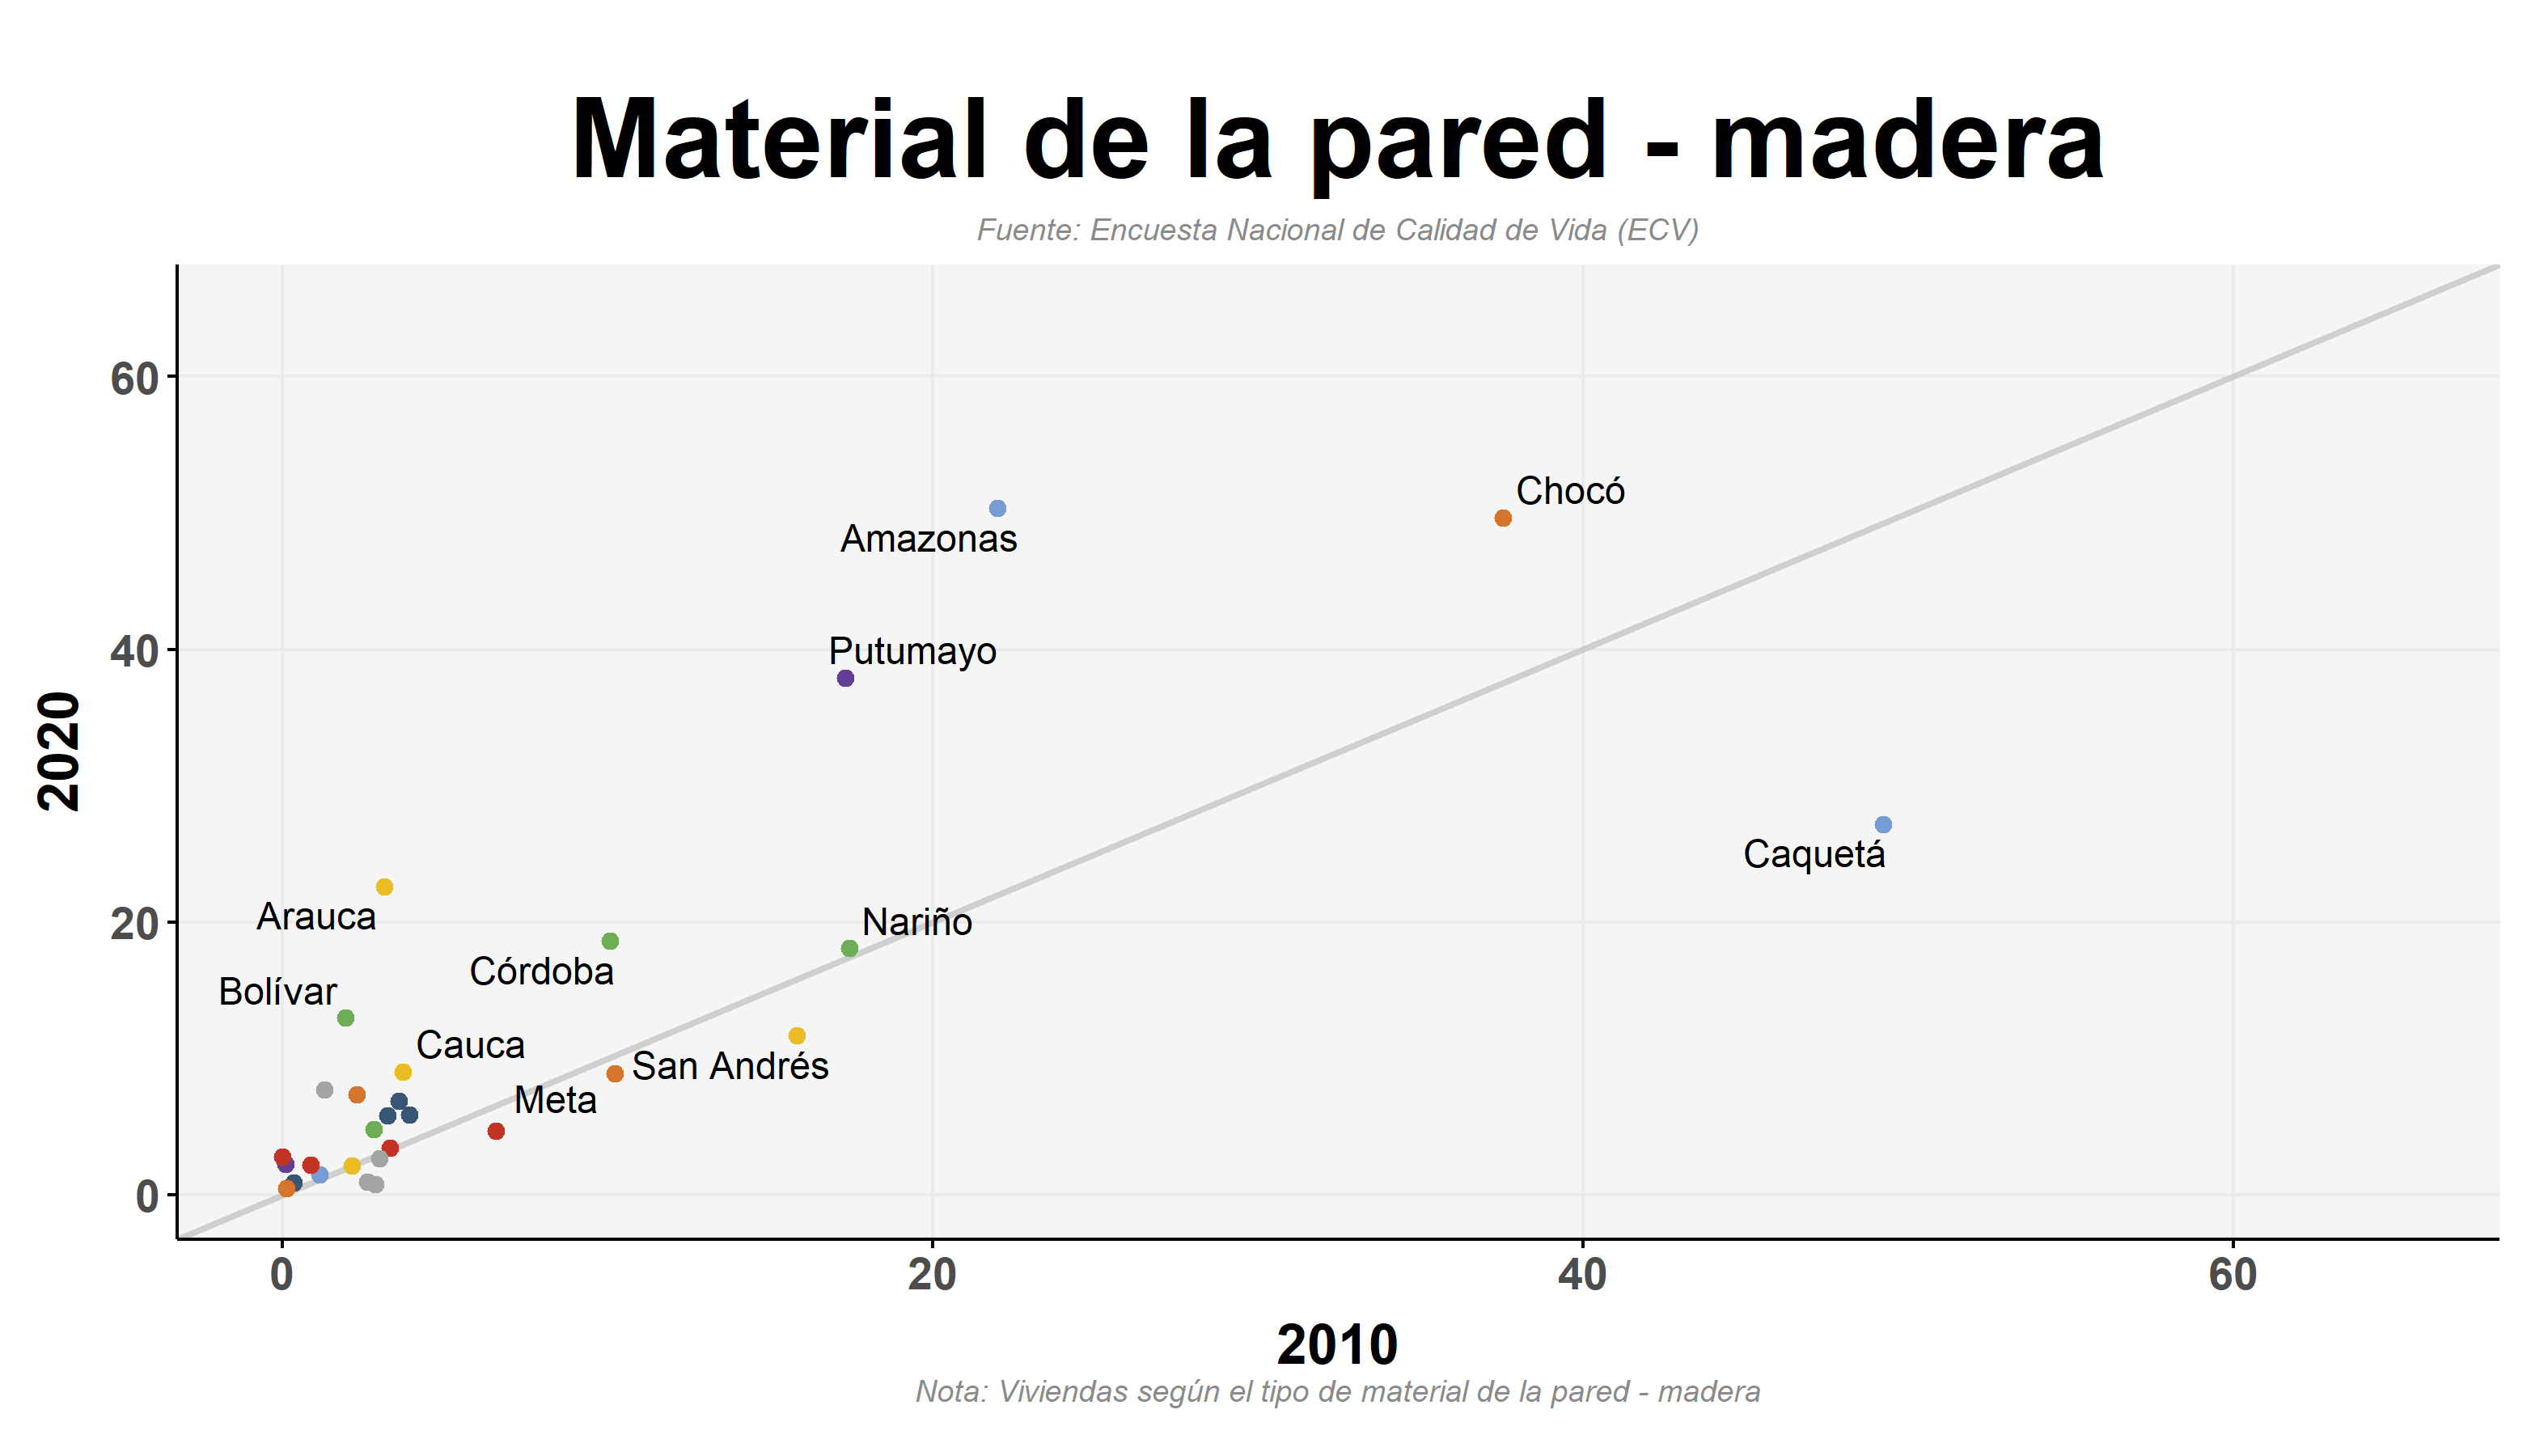 Material de la pared - madera
Fuente: Encuesta Nacional de Calidad de Vida (ECV)
60
40
20
0
2020
Chocó
Amazonas
Putumayo
Caquetá
Arauca
Nariño
Córdoba
Bolívar
Cauca
San Andrés
Meta
0
20
40
60
2010
Nota: Viviendas según el tipo de material de la pared - madera